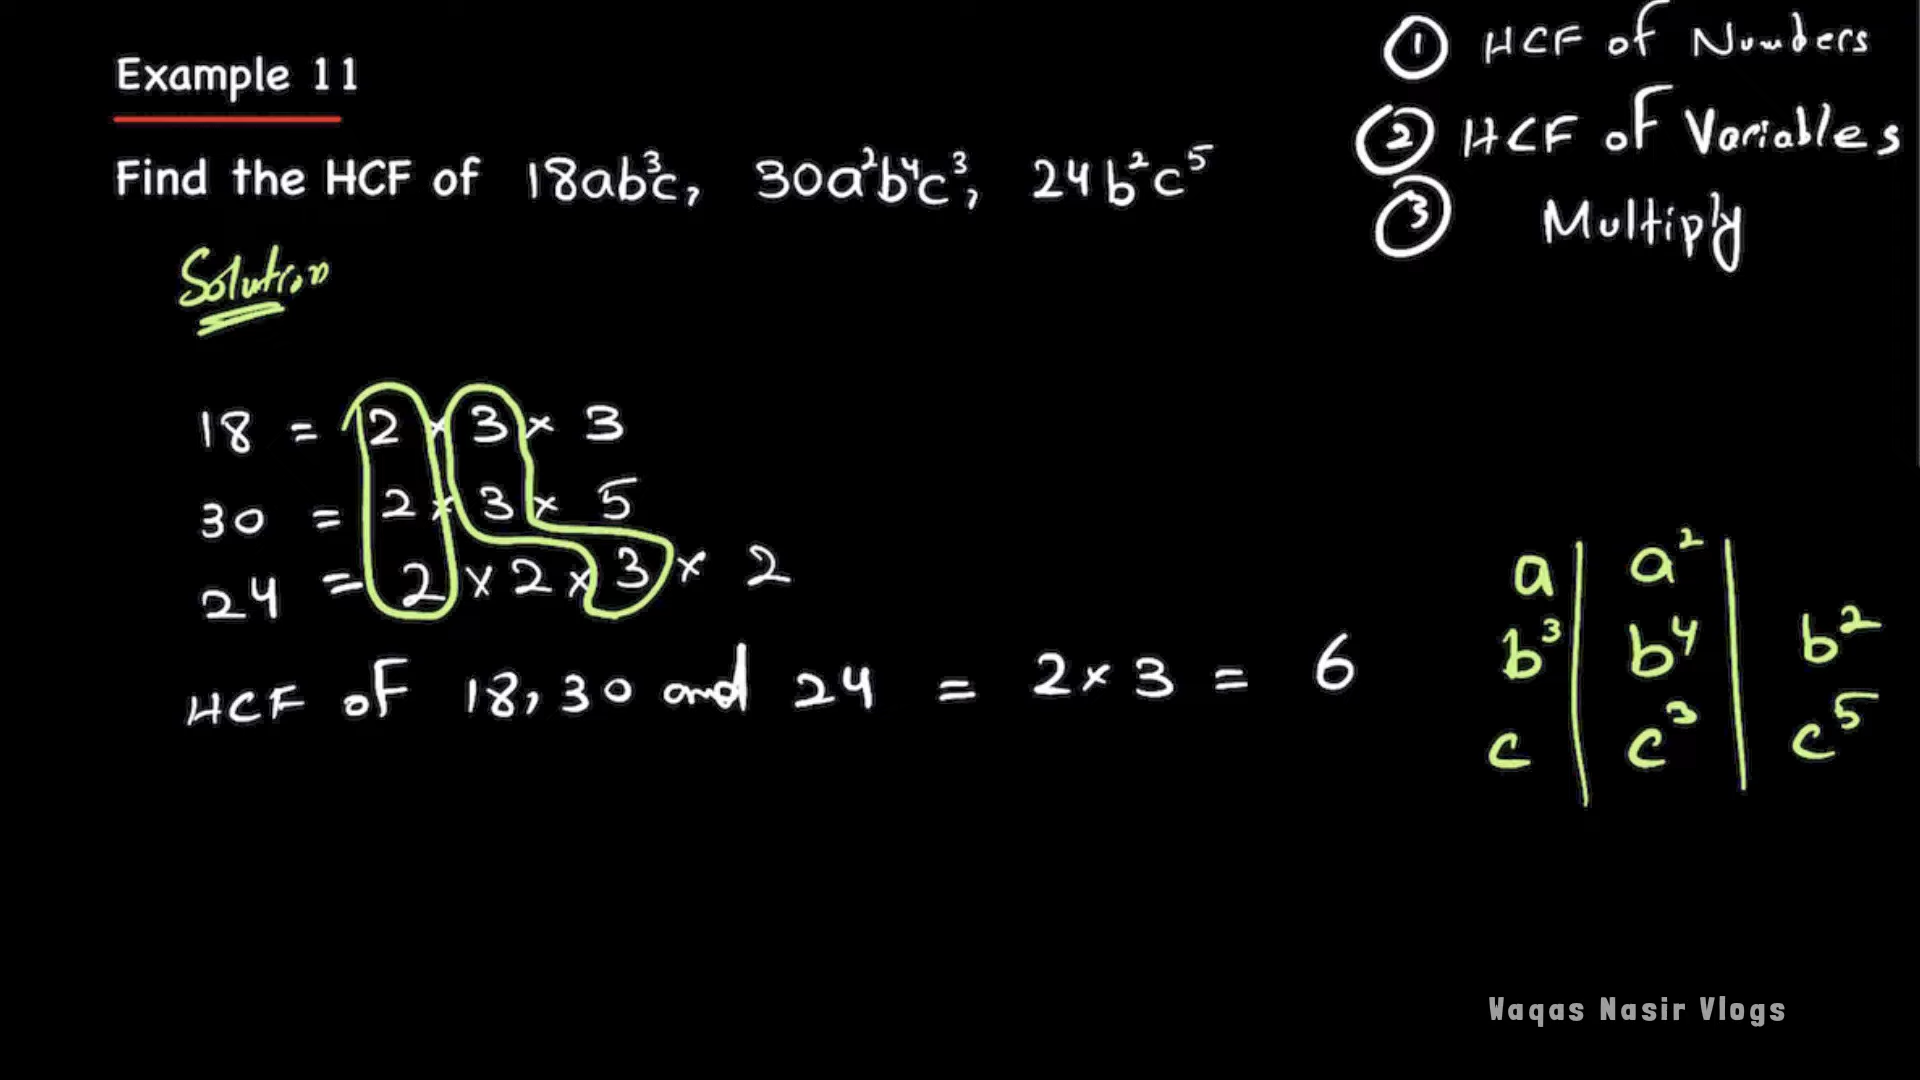 Example 11
Find the HCF of 18ab³c, 30a²b⁴c³, 24b²c⁵
① HCF of Numbers
② HCF of Variables
③ Multiply
Solution
18 = 2 × 3 × 3
30 = 2 × 3 × 5
24 = 2 × 2 × 3 × 2
HCF of 18, 30 and 24 = 2 × 3 = 6
a | a² |
b³ | b⁴ | b²
c | c³ | c⁵
Waqas Nasir Vlogs